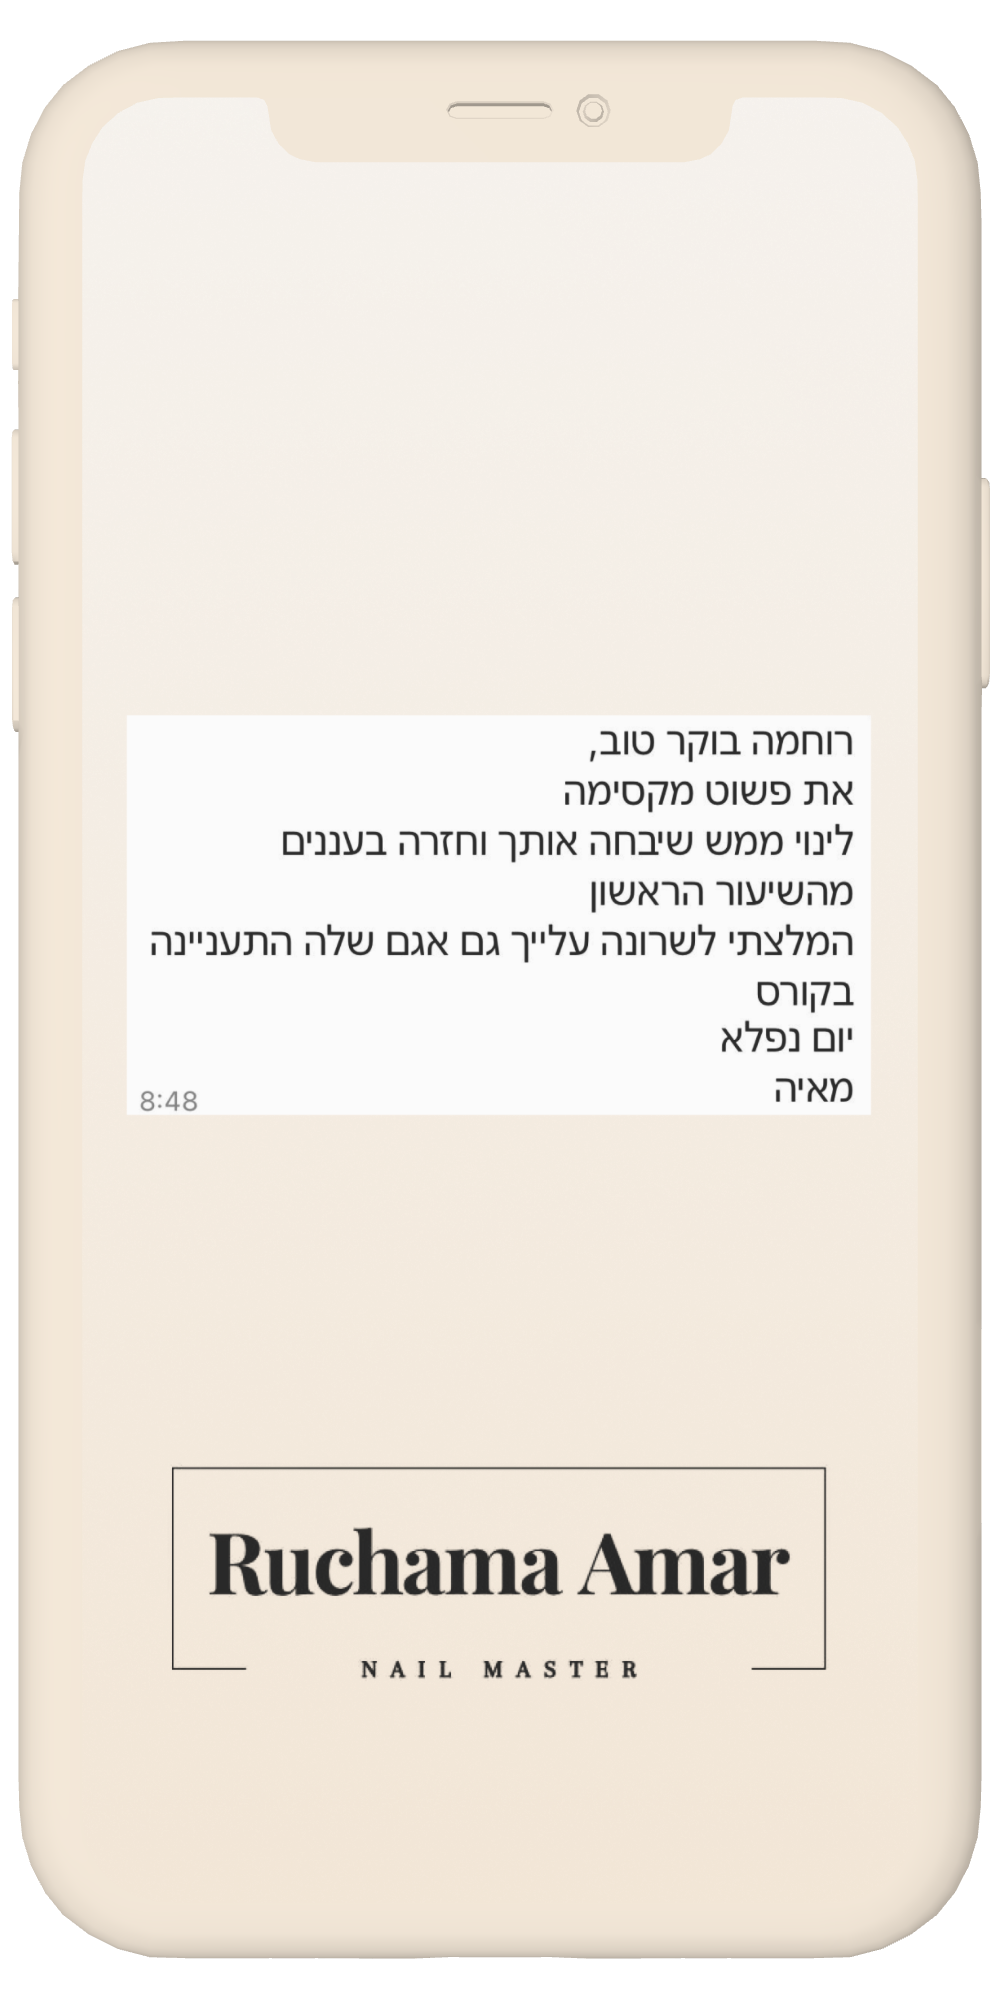 רוחמה בוקר טוב,
את פשוט מקסימה
לינוי ממש שיבחה אותך וחזרה בעננים
מהשיעור הראשון
המלצתי לשרונה עלייך גם אגם שלה התעניינה
בקורס
יום נפלא
מאיה
8:48
Ruchama Amar
NAIL MASTER